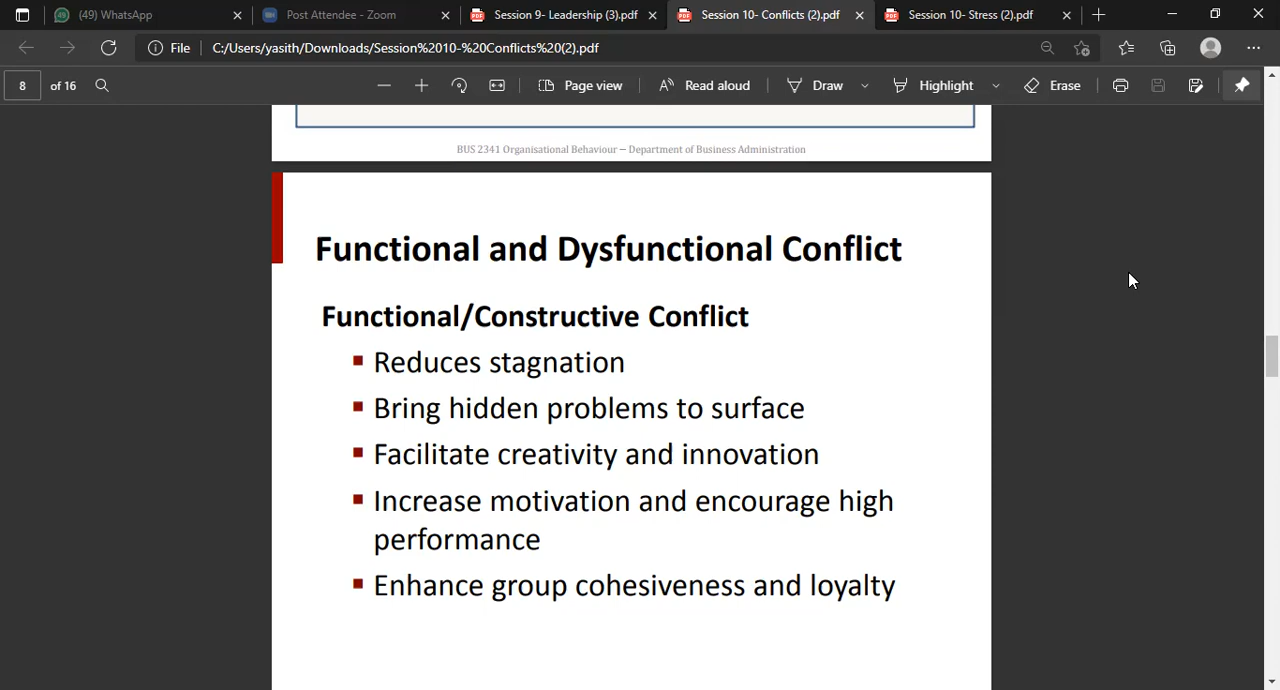 (49) WhatsApp
Post Attendee - Zoom
Session 9- Leadership (3).pdf
Session 10- Conflicts (2).pdf
Session 10- Stress (2).pdf
File
C:/Users/yasith/Downloads/Session%2010-%20Conflicts%20(2).pdf
8 of 16
Page view
Read aloud
Draw
Highlight
Erase
BUS 2341 Organisational Behaviour – Department of Business Administration
Functional and Dysfunctional Conflict
Functional/Constructive Conflict
▪ Reduces stagnation
▪ Bring hidden problems to surface
▪ Facilitate creativity and innovation
▪ Increase motivation and encourage high
performance
▪ Enhance group cohesiveness and loyalty